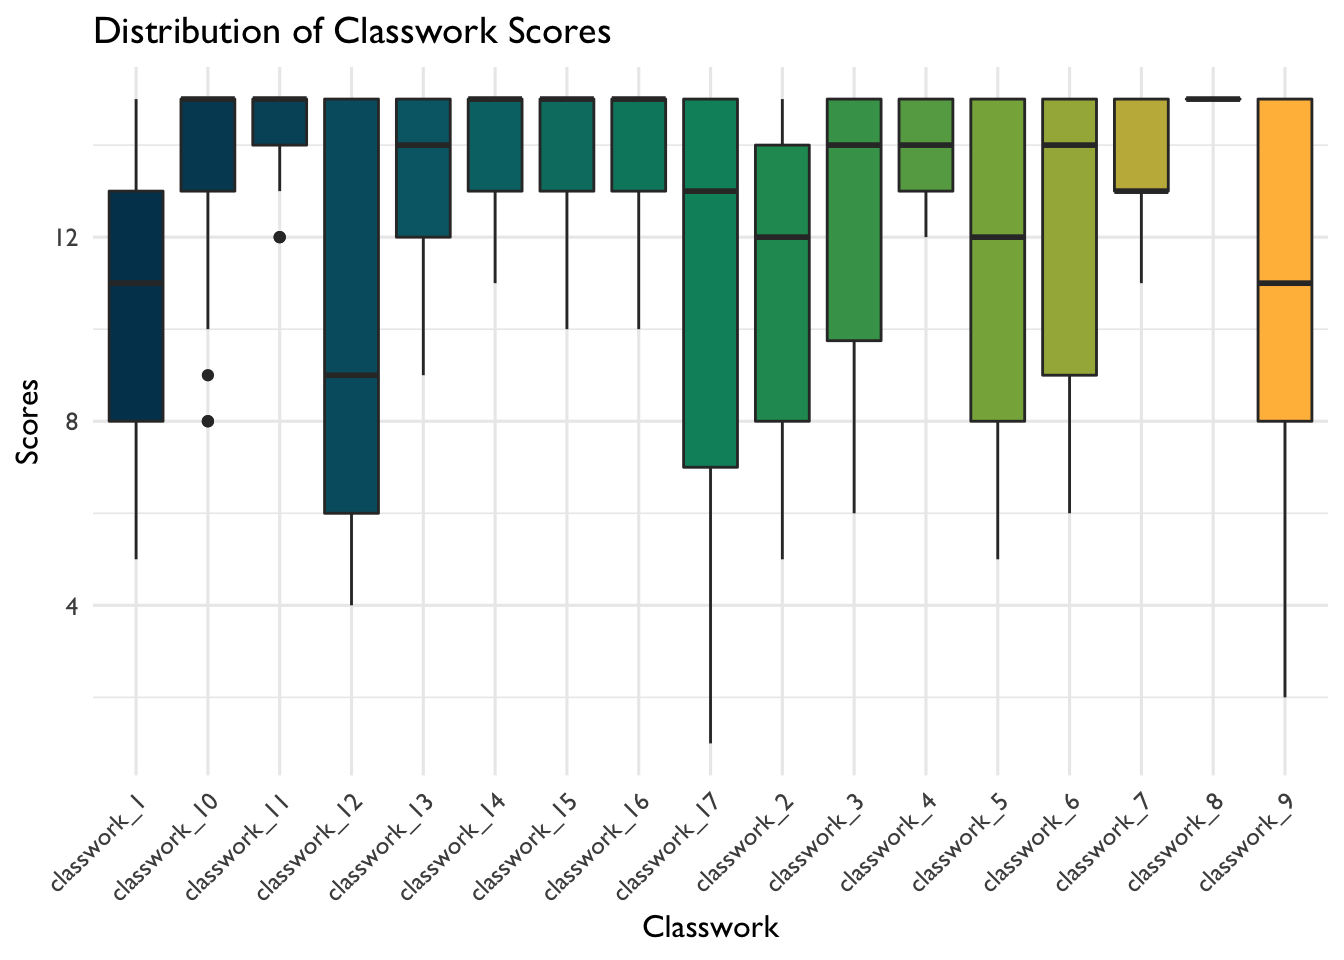 Distribution of Classwork Scores
12
8
4
Scores
classwork_1
classwork_10
classwork_11
classwork_12
classwork_13
classwork_14
classwork_15
classwork_16
classwork_17
classwork_2
classwork_3
classwork_4
classwork_5
classwork_6
classwork_7
classwork_8
classwork_9
Classwork